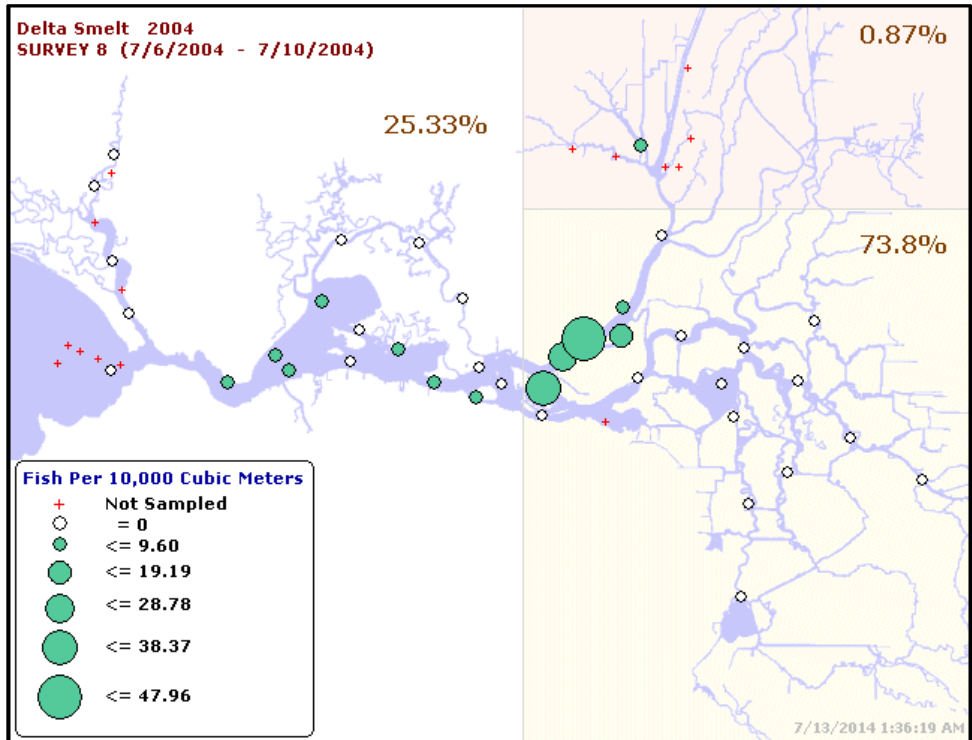 Delta Smelt 2004
SURVEY 8 (7/6/2004 - 7/10/2004)
0.87%
25.33%
73.8%
Fish Per 10,000 Cubic Meters
Not Sampled
= 0
<= 9.60
<= 19.19
<= 28.78
<= 38.37
<= 47.96
7/13/2014 1:36:19 AM